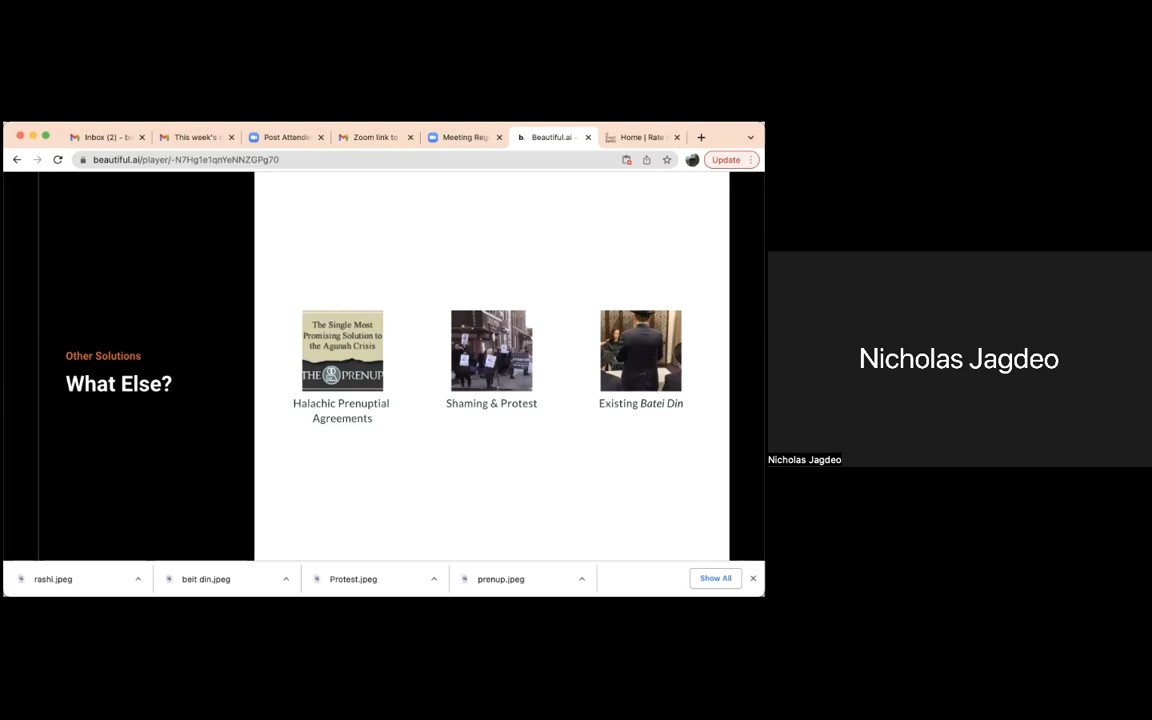 Inbox (2) - bo
This week's
Post Attende
Zoom link to
Meeting Reg
b. Beautiful.ai -
Home | Rate
beautiful.ai/player/-N7Hg1e1qnYeNNZGPg70
Update
Other Solutions
What Else?
The Single Most
Promising Solution to
the Agunah Crisis
THE PRENUP
Halachic Prenuptial
Agreements
Shaming & Protest
Existing Batei Din
Nicholas Jagdeo
Nicholas Jagdeo
rashi.jpeg
beit din.jpeg
Protest.jpeg
prenup.jpeg
Show All